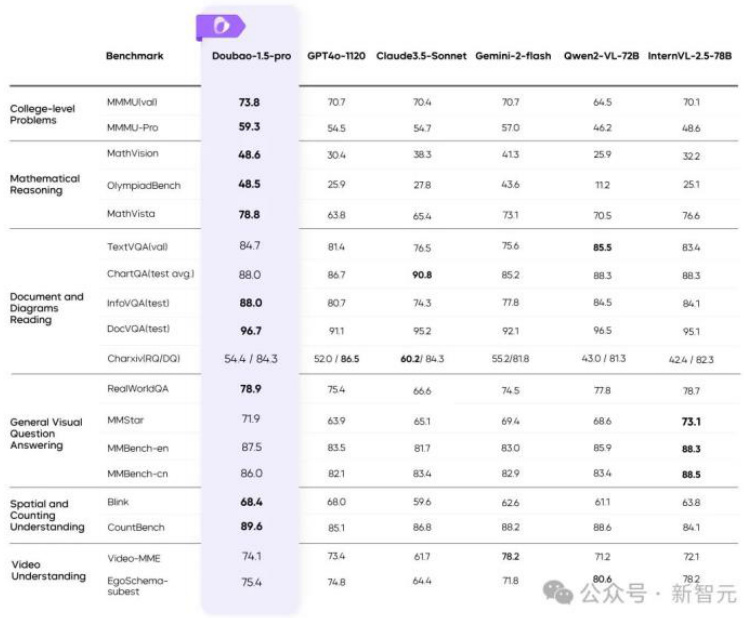 Benchmark Doubao-1.5-pro GPT4o-1120 Claude3.5-Sonnet Gemini-2-flash Qwen2-VL-72B InternVL-2.5-78B
College-level Problems
MMMU(val) 73.8 70.7 70.4 70.7 64.5 70.1
MMMU-Pro 59.3 54.5 54.7 57.0 46.2 48.6
Mathematical Reasoning
MathVision 48.6 30.4 38.3 41.3 25.9 32.2
OlympiadBench 48.5 25.9 27.8 43.6 11.2 25.1
MathVista 78.8 63.8 65.4 73.1 70.5 76.6
Document and Diagrams Reading
TextVQA(val) 84.7 81.4 76.5 75.6 85.5 83.4
ChartQA(test avg.) 88.0 86.7 90.8 85.2 88.3 88.3
InfoVQA(test) 88.0 80.7 74.3 77.8 84.5 84.1
DocVQA(test) 96.7 91.1 95.2 92.1 96.5 95.1
Charxiv(RQ/DQ) 54.4 / 84.3 52.0 / 86.5 60.2/ 84.3 55.2/81.8 43.0 / 81.3 42.4 / 82.3
General Visual Question Answering
RealWorldQA 78.9 75.4 66.6 74.5 77.8 78.7
MMStar 71.9 63.9 65.1 69.4 68.6 73.1
MMBench-en 87.5 83.5 81.7 83.0 85.9 88.3
MMBench-cn 86.0 82.1 83.4 82.9 83.4 88.5
Spatial and Counting Understanding
Blink 68.4 68.0 59.6 62.6 61.1 63.8
CountBench 89.6 85.1 86.8 88.2 88.6 84.1
Video Understanding
Video-MME 74.1 73.4 61.7 78.2 71.2 72.1
EgoSchema-subest 75.4 74.8 64.4 71.8 80.6 78.2
公众号 · 新智元